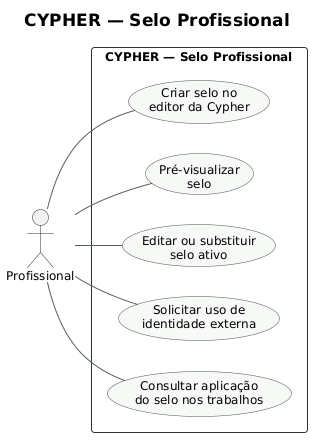 CYPHER — Selo Profissional
CYPHER — Selo Profissional
Criar selo no
editor da Cypher
Pré-visualizar
selo
Editar ou substituir
selo ativo
Profissional
Solicitar uso de
identidade externa
Consultar aplicação
do selo nos trabalhos